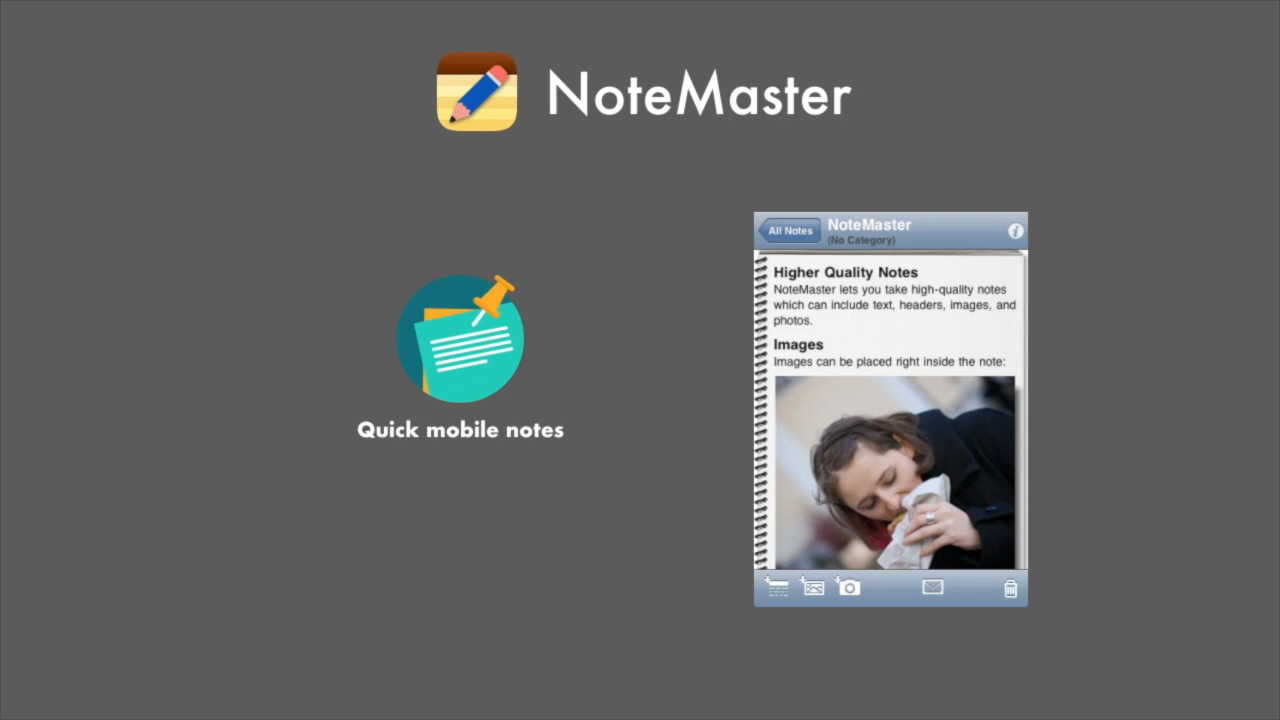 NoteMaster
Quick mobile notes
All Notes
NoteMaster
(No Category)
Higher Quality Notes
NoteMaster lets you take high-quality notes
which can include text, headers, images, and
photos.
Images
Images can be placed right inside the note: